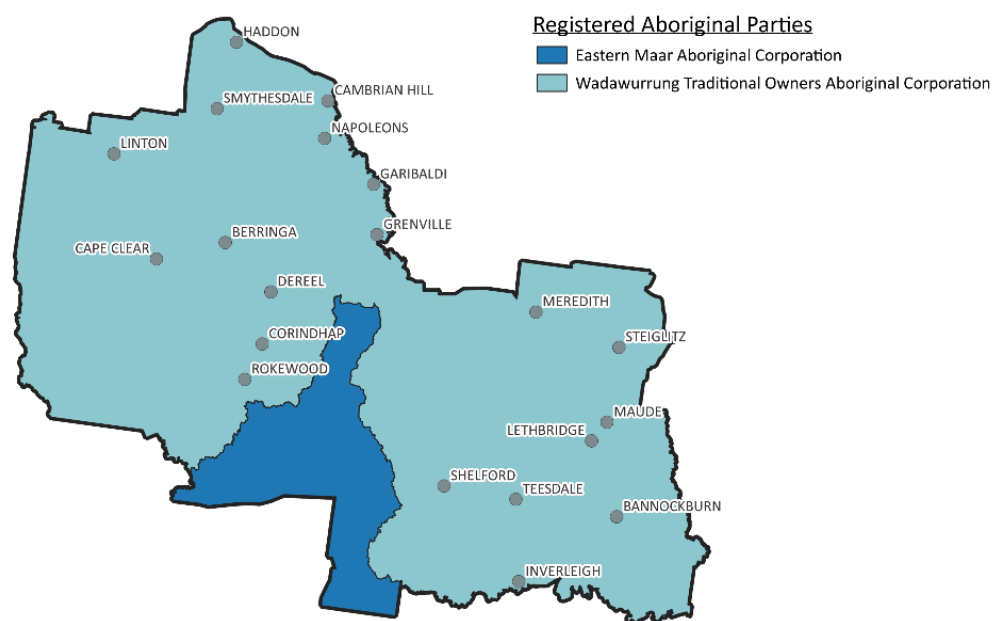 Registered Aboriginal Parties
Eastern Maar Aboriginal Corporation
Wadawurrung Traditional Owners Aboriginal Corporation
HADDON
SMYTHESDALE
CAMBRIAN HILL
NAPOLEONS
LINTON
GARIBALDI
GRENVILLE
BERRINGA
CAPE CLEAR
DEREEL
MEREDITH
CORINDHAP
STEIGLITZ
ROKEWOOD
MAUDE
LETHBRIDGE
SHELFORD
TEESDALE
BANNOCKBURN
INVERLEIGH